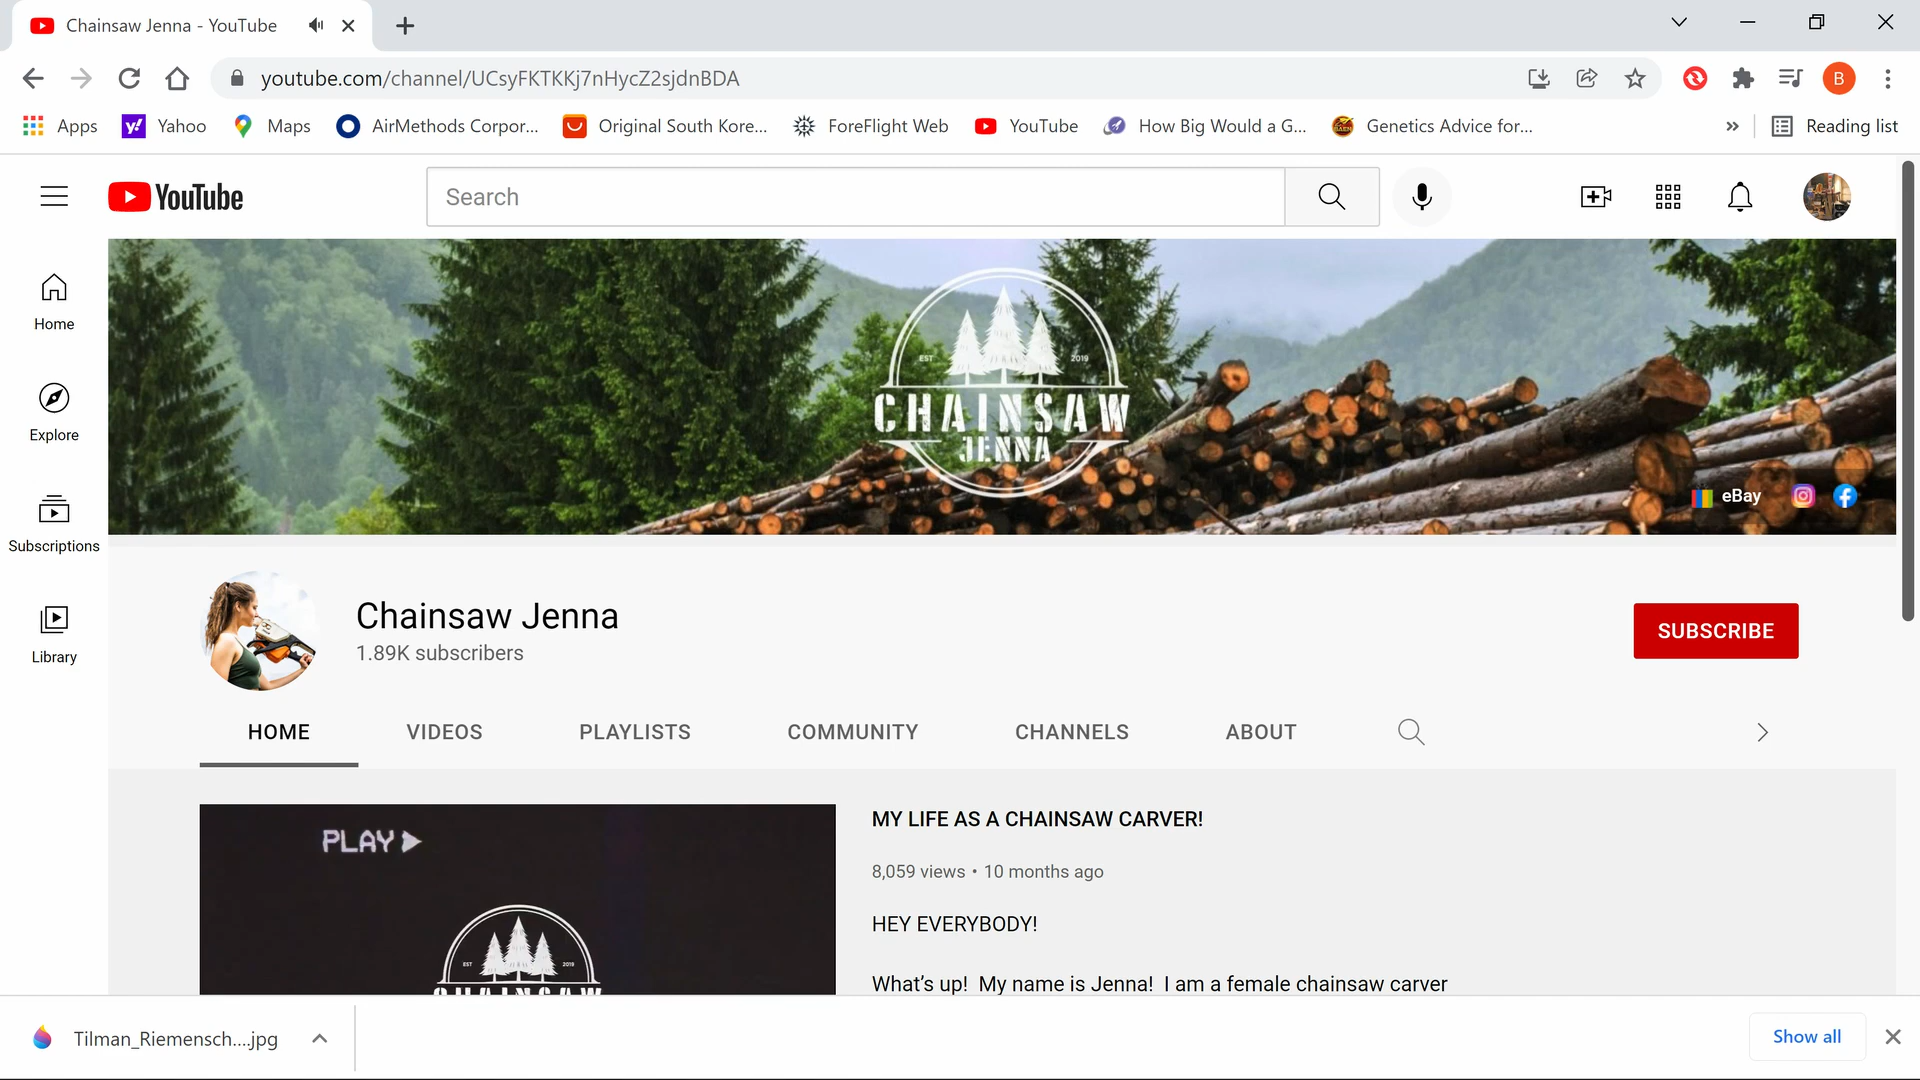 Chainsaw Jenna - YouTube
youtube.com/channel/UCsyFKTKKj7nHycZ2sjdnBDA
B
Apps
Yahoo
Maps
AirMethods Corpor...
Original South Kore...
ForeFlight Web
YouTube
How Big Would a G...
Genetics Advice for...
»
Reading list
YouTube
Search
Home
Explore
Subscriptions
Library
EST 2019
CHAINSAW
JENNA
eBay
Chainsaw Jenna
1.89K subscribers
SUBSCRIBE
HOME
VIDEOS
PLAYLISTS
COMMUNITY
CHANNELS
ABOUT
PLAY
EST 2019
CHAINSAW
MY LIFE AS A CHAINSAW CARVER!
8,059 views • 10 months ago
HEY EVERYBODY!
What’s up!  My name is Jenna!  I am a female chainsaw carver
Tilman_Riemensch....jpg
Show all